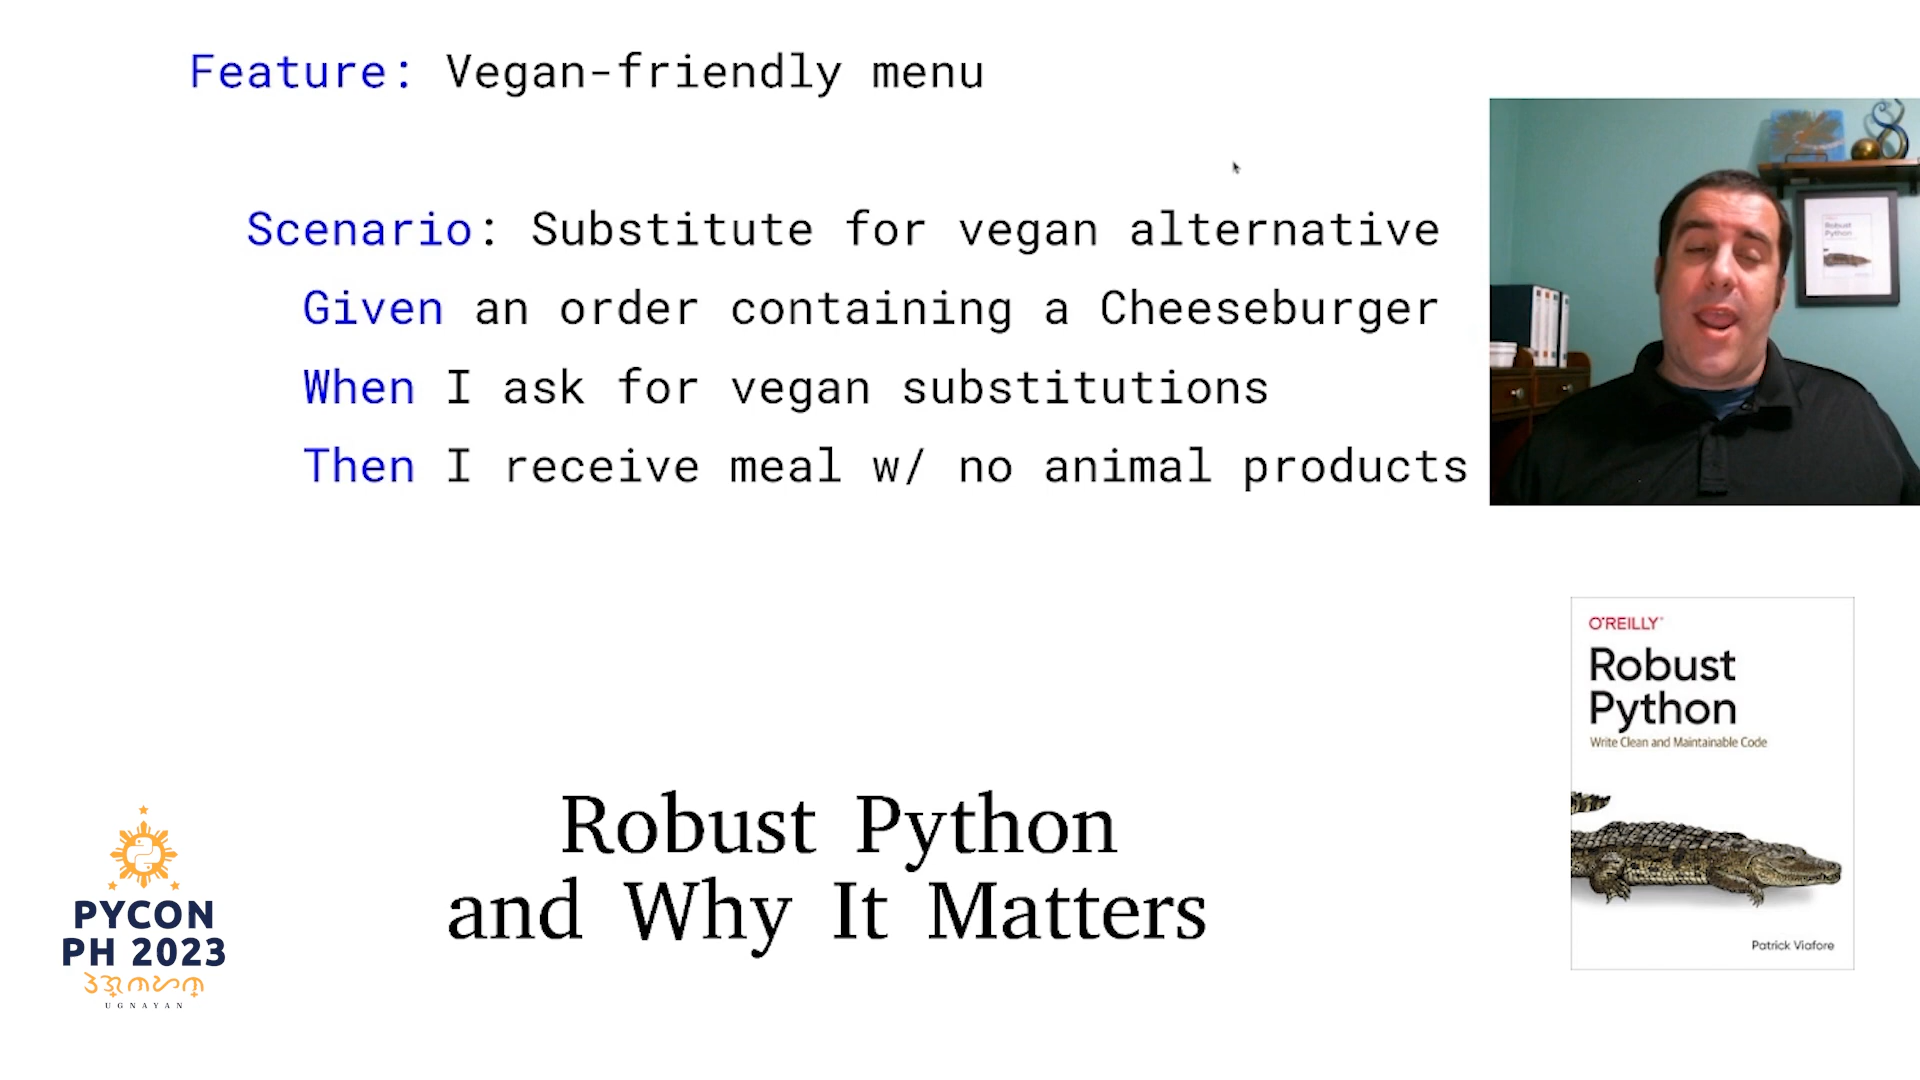 Feature: Vegan-friendly menu
Scenario: Substitute for vegan alternative
Given an order containing a Cheeseburger
When I ask for vegan substitutions
Then I receive meal w/ no animal products
Robust
Python
O'REILLY®
Robust
Python
Write Clean and Maintainable Code
Patrick Viafore
Robust Python
and Why It Matters
PYCON
PH 2023
UGNAYAN